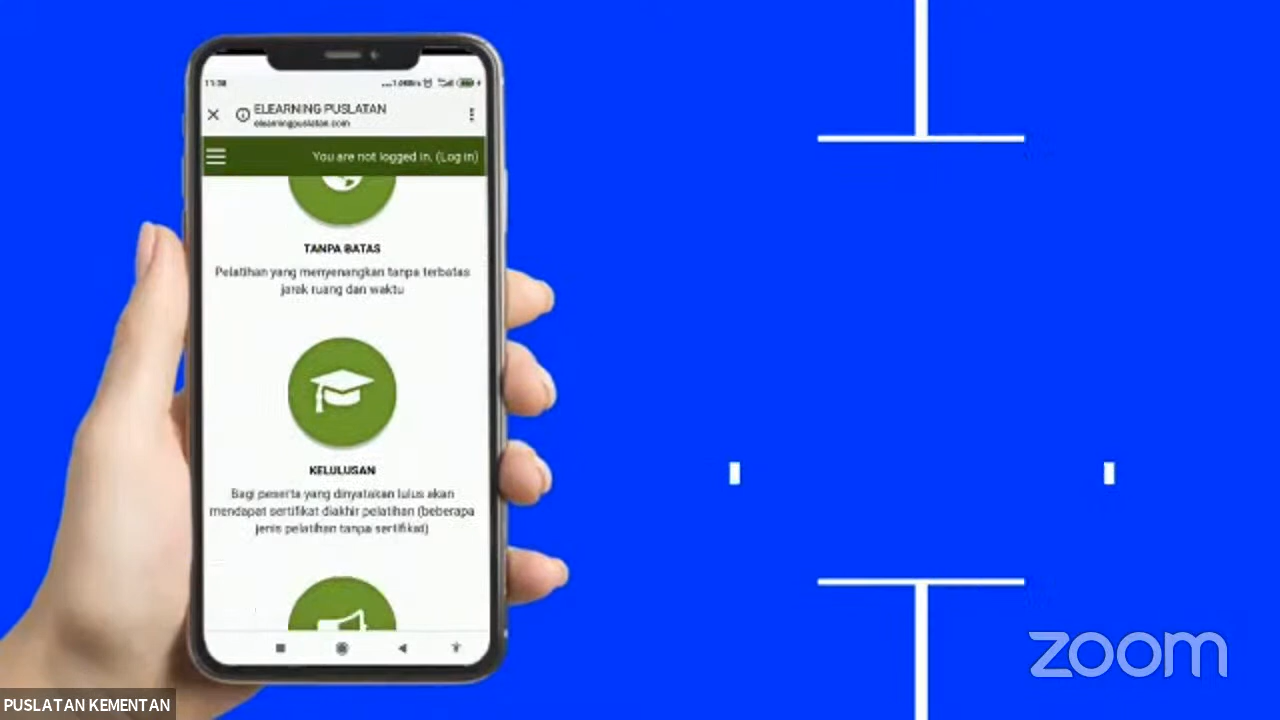 11:38
ELEARNING PUSLATAN
elearningpuslatan.com
You are not logged in. (Log in)
TANPA BATAS
Pelatihan yang menyenangkan tanpa terbatas
jarak ruang dan waktu
KELULUSAN
Bagi peserta yang dinyatakan lulus akan
mendapat sertifikat diakhir pelatihan (beberapa
jenis pelatihan tanpa sertifikat)
zoom
PUSLATAN KEMENTAN